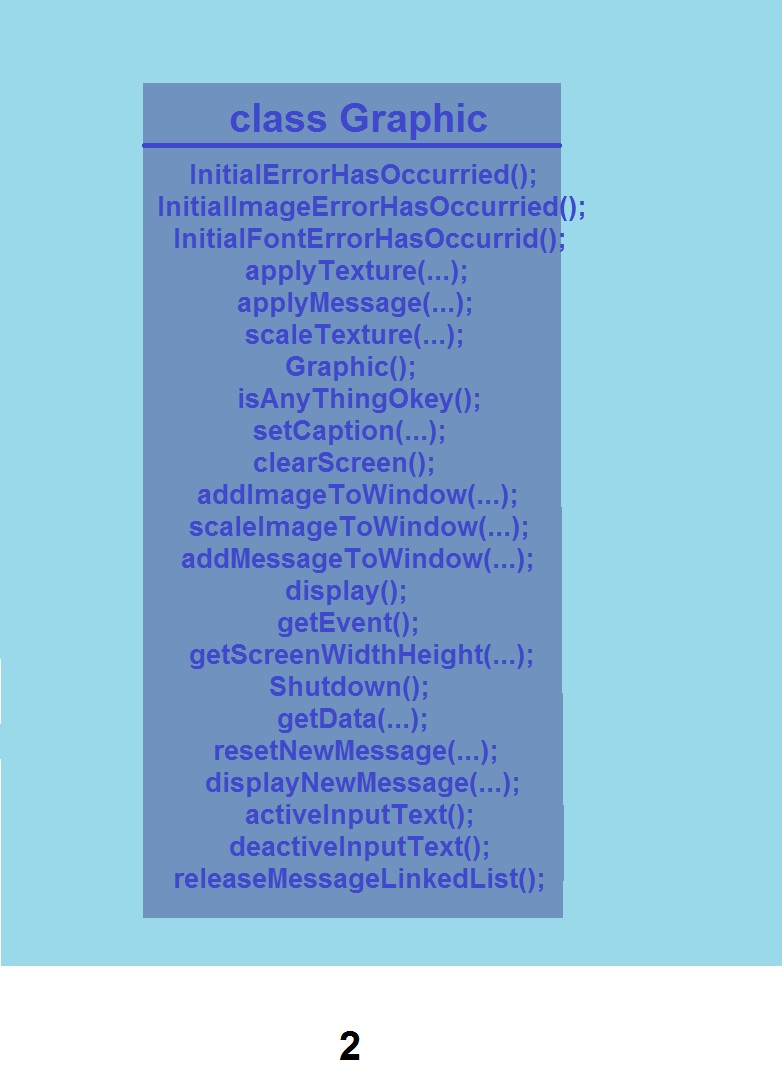 class Graphic
InitialErrorHasOccurried();
InitialImageErrorHasOccurried();
InitialFontErrorHasOccurrid();
applyTexture(...);
applyMessage(...);
scaleTexture(...);
Graphic();
isAnyThingOkey();
setCaption(...);
clearScreen();
addImageToWindow(...);
scaleImageToWindow(...);
addMessageToWindow(...);
display();
getEvent();
getScreenWidthHeight(...);
Shutdown();
getData(...);
resetNewMessage(...);
displayNewMessage(...);
activeInputText();
deactiveInputText();
releaseMessageLinkedList();
2